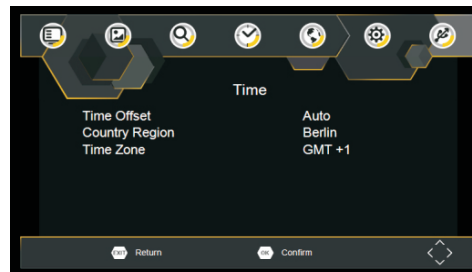 Time
Time Offset Auto
Country Region Berlin
Time Zone GMT +1
EXIT Return OK Confirm